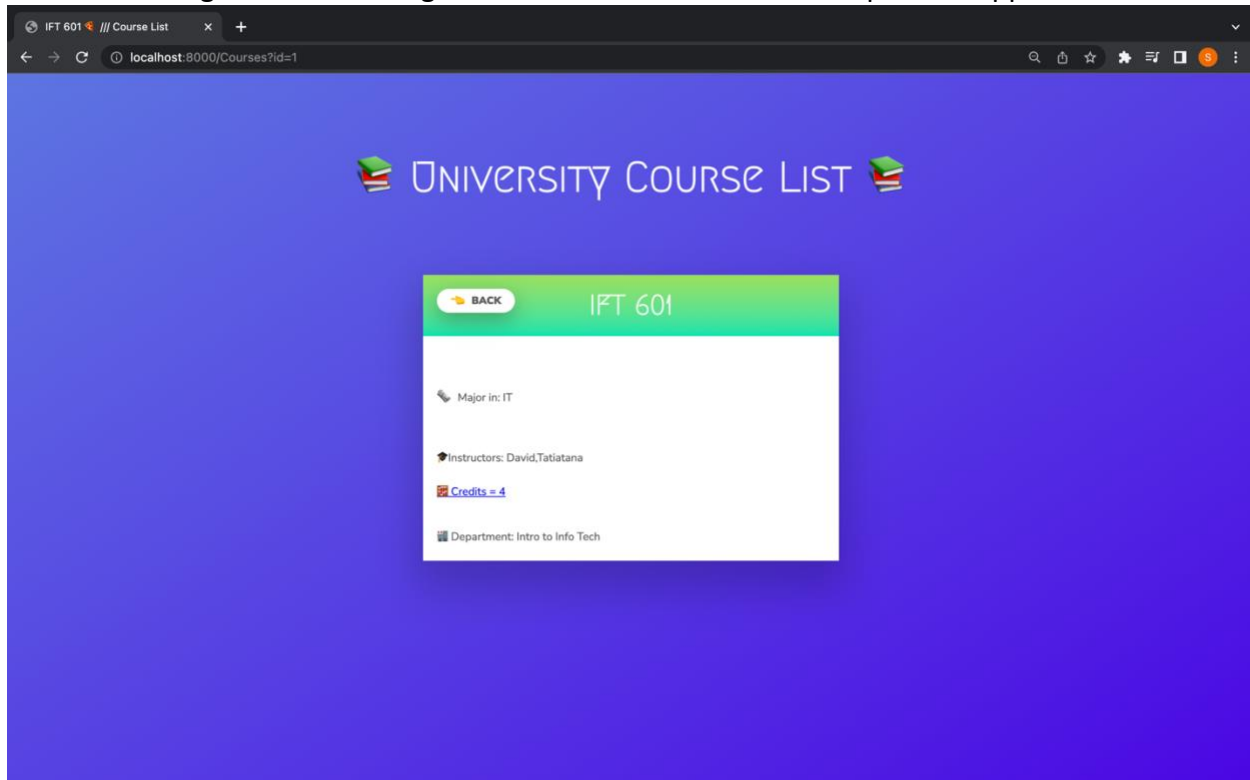 IFT 601 /// Course List
localhost:8000/Courses?id=1
S
University Course List
BACK
IFT 601
Major in: IT
Instructors: David,Tatiatana
Credits = 4
Department: Intro to Info Tech